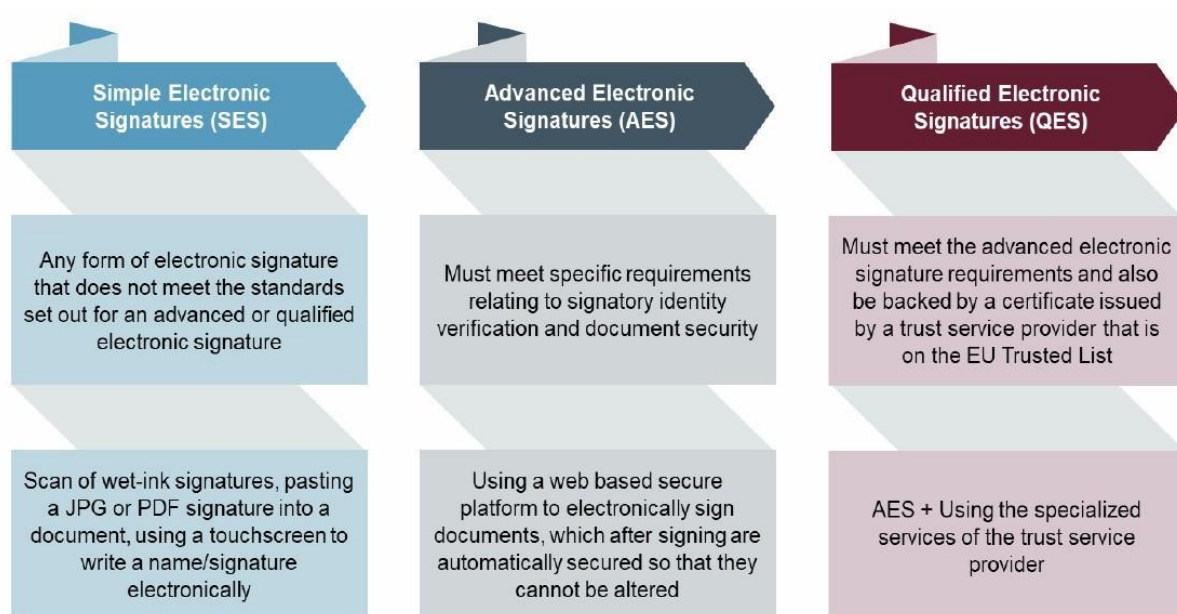 Simple Electronic
Signatures (SES)
Any form of electronic signature
that does not meet the standards
set out for an advanced or qualified
electronic signature
Scan of wet-ink signatures, pasting
a JPG or PDF signature into a
document, using a touchscreen to
write a name/signature
electronically
Advanced Electronic
Signatures (AES)
Must meet specific requirements
relating to signatory identity
verification and document security
Using a web based secure
platform to electronically sign
documents, which after signing are
automatically secured so that they
cannot be altered
Qualified Electronic
Signatures (QES)
Must meet the advanced electronic
signature requirements and also
be backed by a certificate issued
by a trust service provider that is
on the EU Trusted List
AES + Using the specialized
services of the trust service
provider